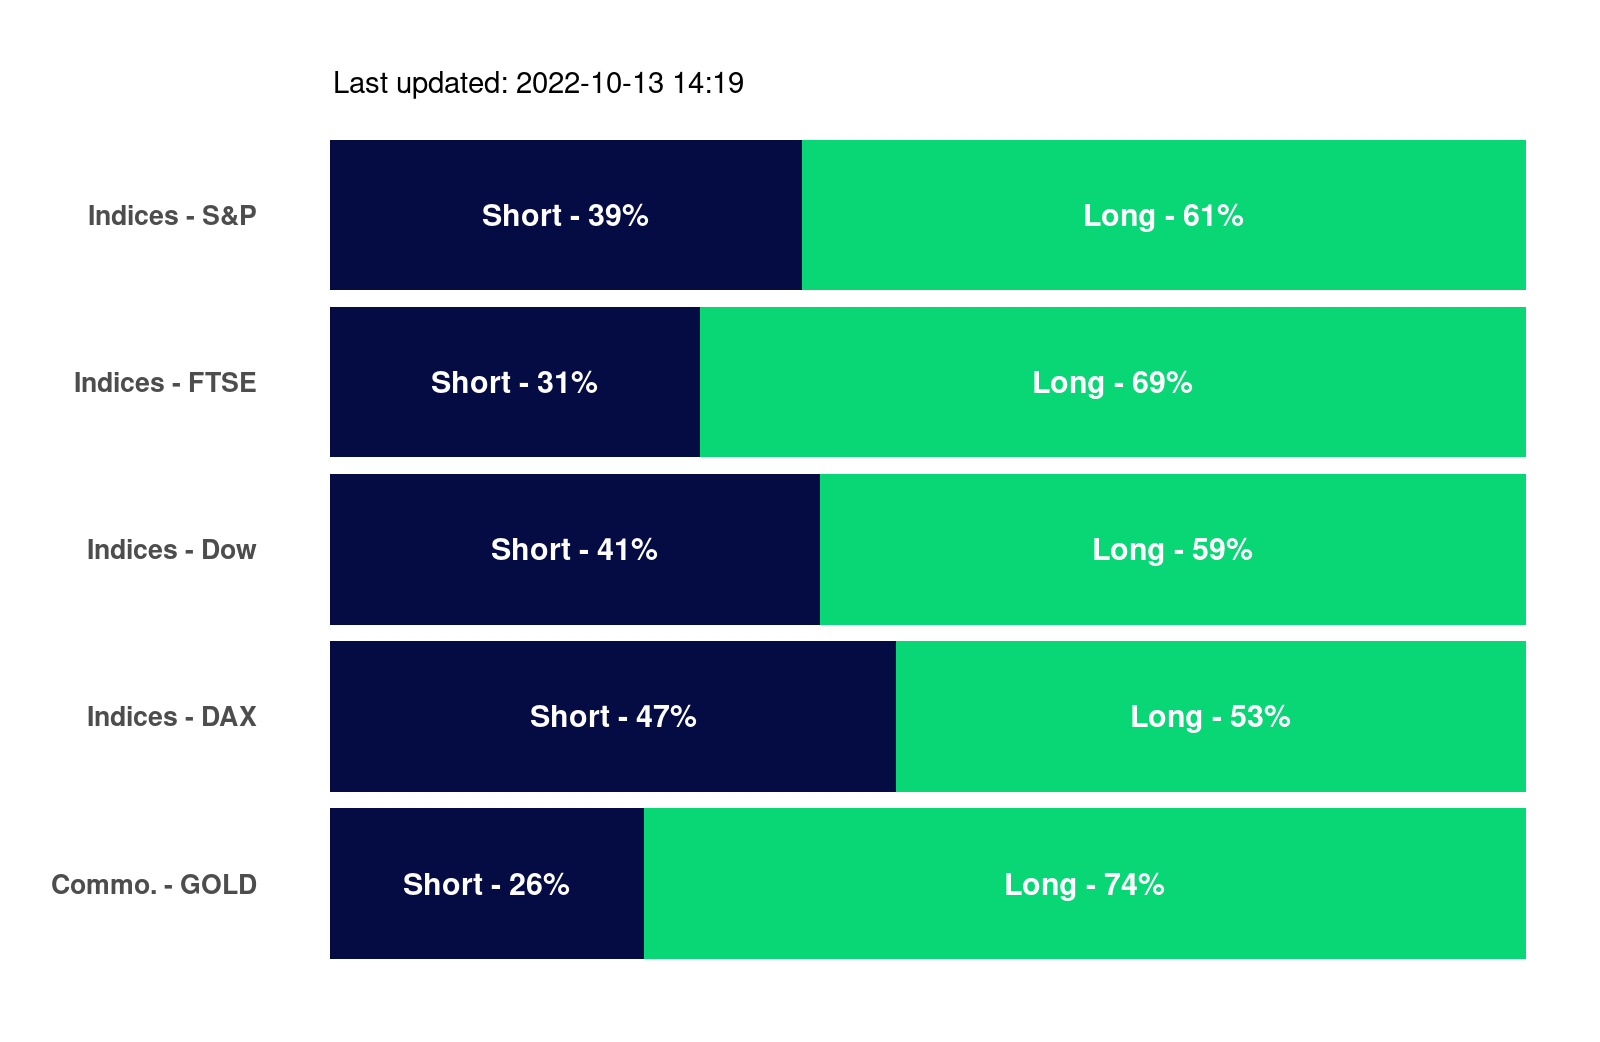 Last updated: 2022-10-13 14:19
Indices - S&P Short - 39% Long - 61%
Indices - FTSE Short - 31% Long - 69%
Indices - Dow Short - 41% Long - 59%
Indices - DAX Short - 47% Long - 53%
Commo. - GOLD Short - 26% Long - 74%